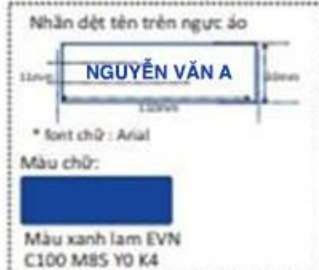 Nhãn dệt tên trên ngực áo
NGUYỄN VĂN A
* font chữ : Arial
Màu chữ:
Màu xanh lam EVN
C100 M85 Y0 K4